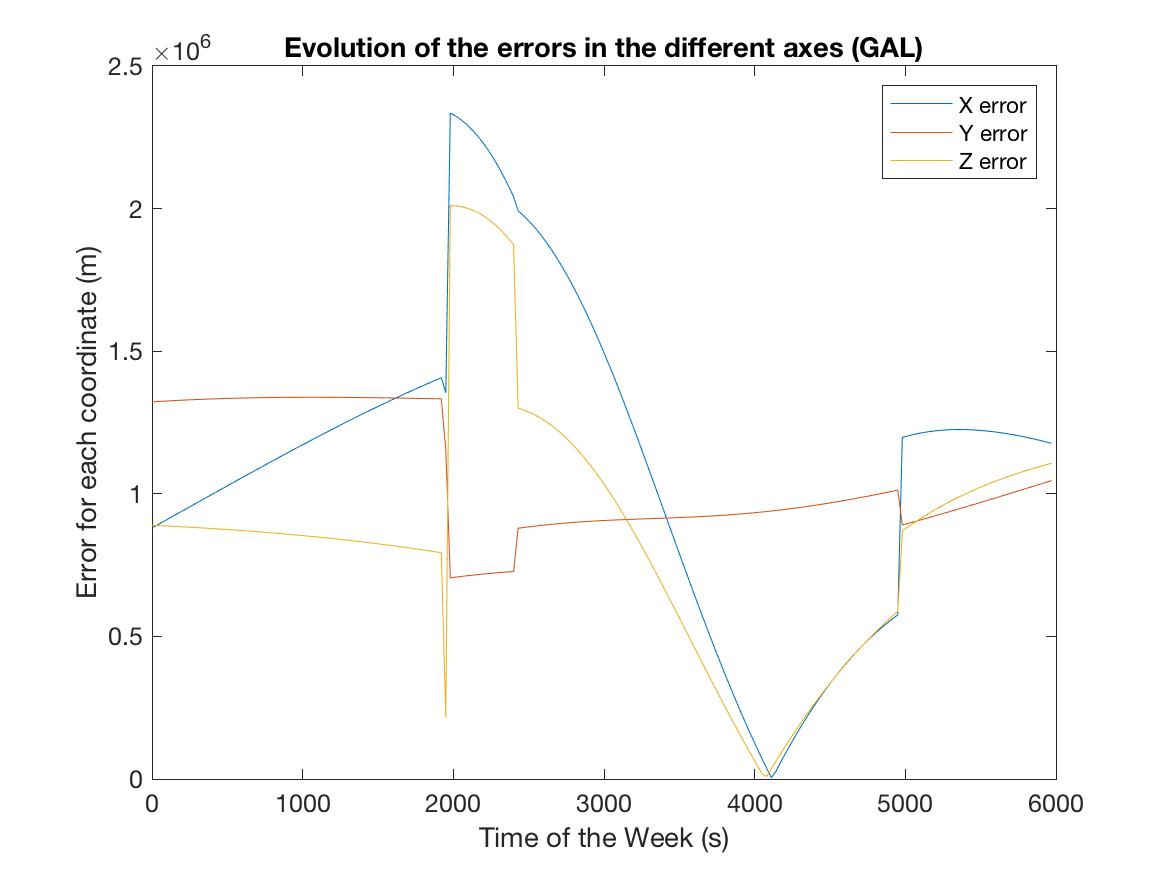 Evolution of the errors in the different axes (GAL)
×10^6
2.5
2
1.5
1
0.5
0
Error for each coordinate (m)
X error
Y error
Z error
0 1000 2000 3000 4000 5000 6000
Time of the Week (s)